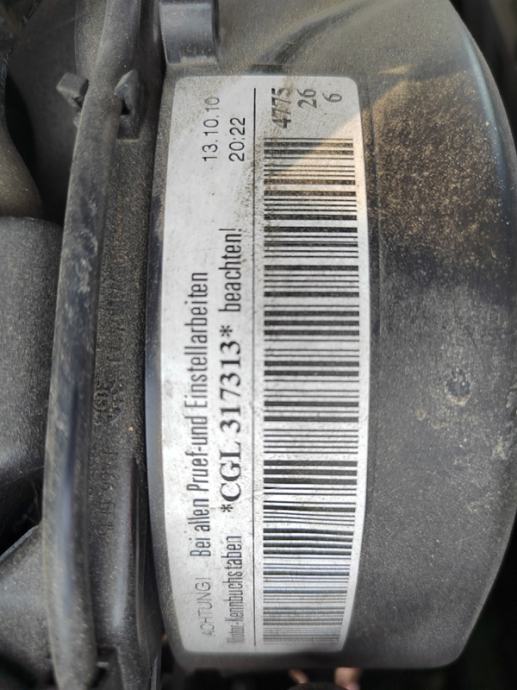 ACHTUNG! Bei allen Pruef-und Einstellarbeiten 13.10.10
Motor-Kennbuchstaben *CGL 317313* beachten! 20:22
4775
26
6